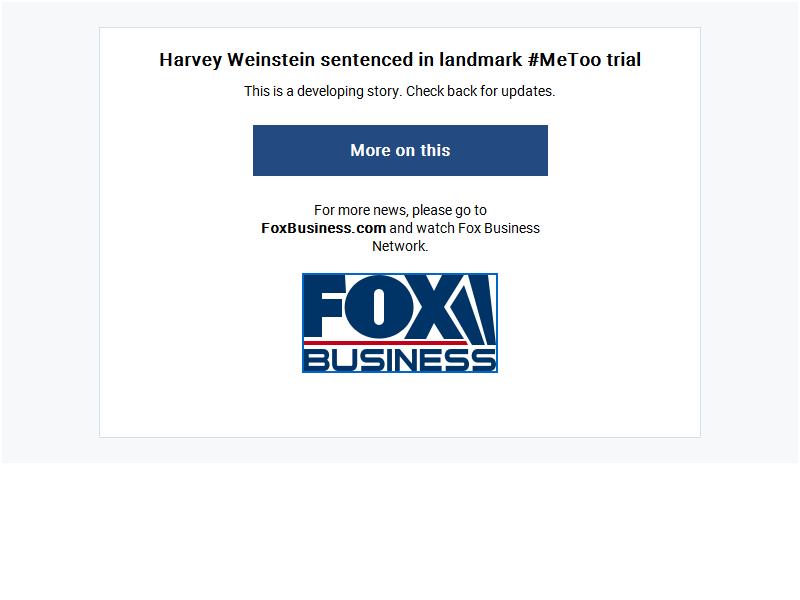 Harvey Weinstein sentenced in landmark #MeToo trial
This is a developing story. Check back for updates.
More on this
For more news, please go to
FoxBusiness.com and watch Fox Business
Network.
FOX
BUSINESS